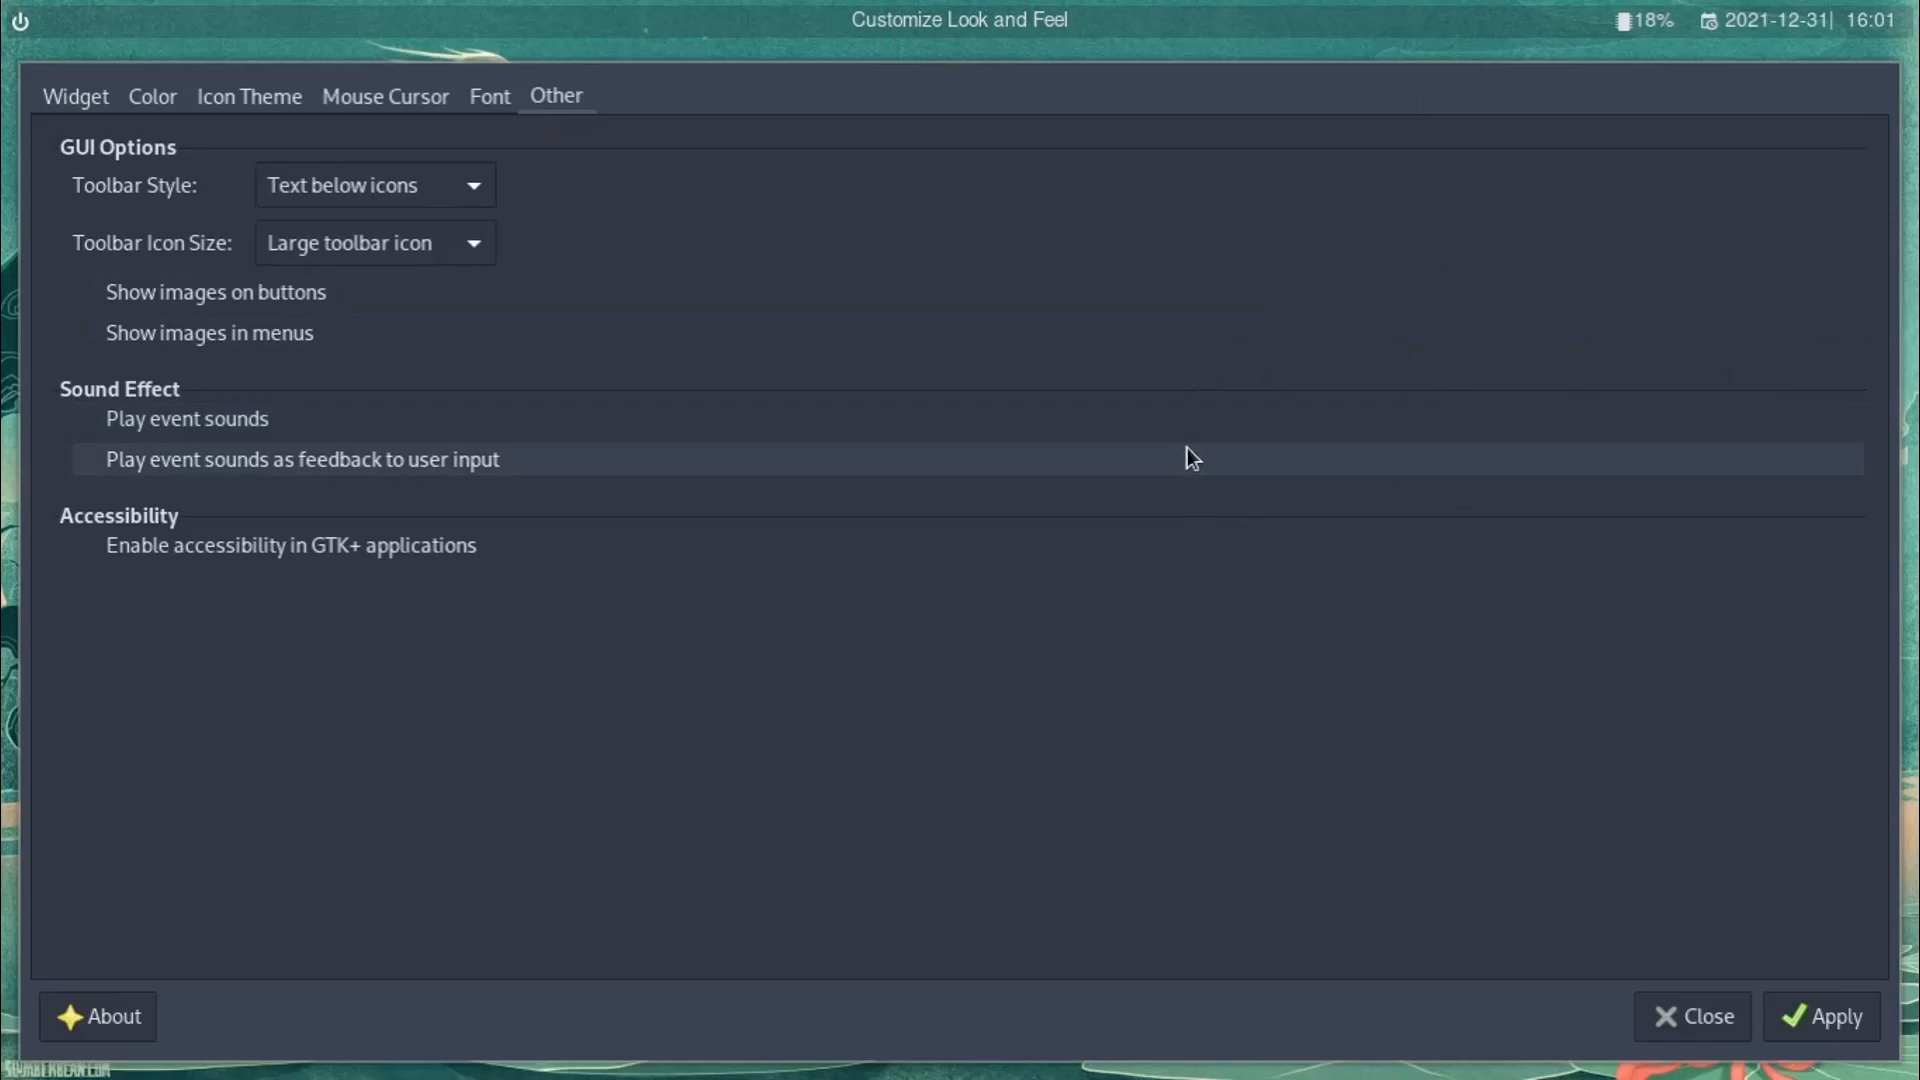 Customize Look and Feel
18%
2021-12-31| 16:01
Widget Color Icon Theme Mouse Cursor Font Other
GUI Options
Toolbar Style: Text below icons
Toolbar Icon Size: Large toolbar icon
Show images on buttons
Show images in menus
Sound Effect
Play event sounds
Play event sounds as feedback to user input
Accessibility
Enable accessibility in GTK+ applications
About
Close
Apply